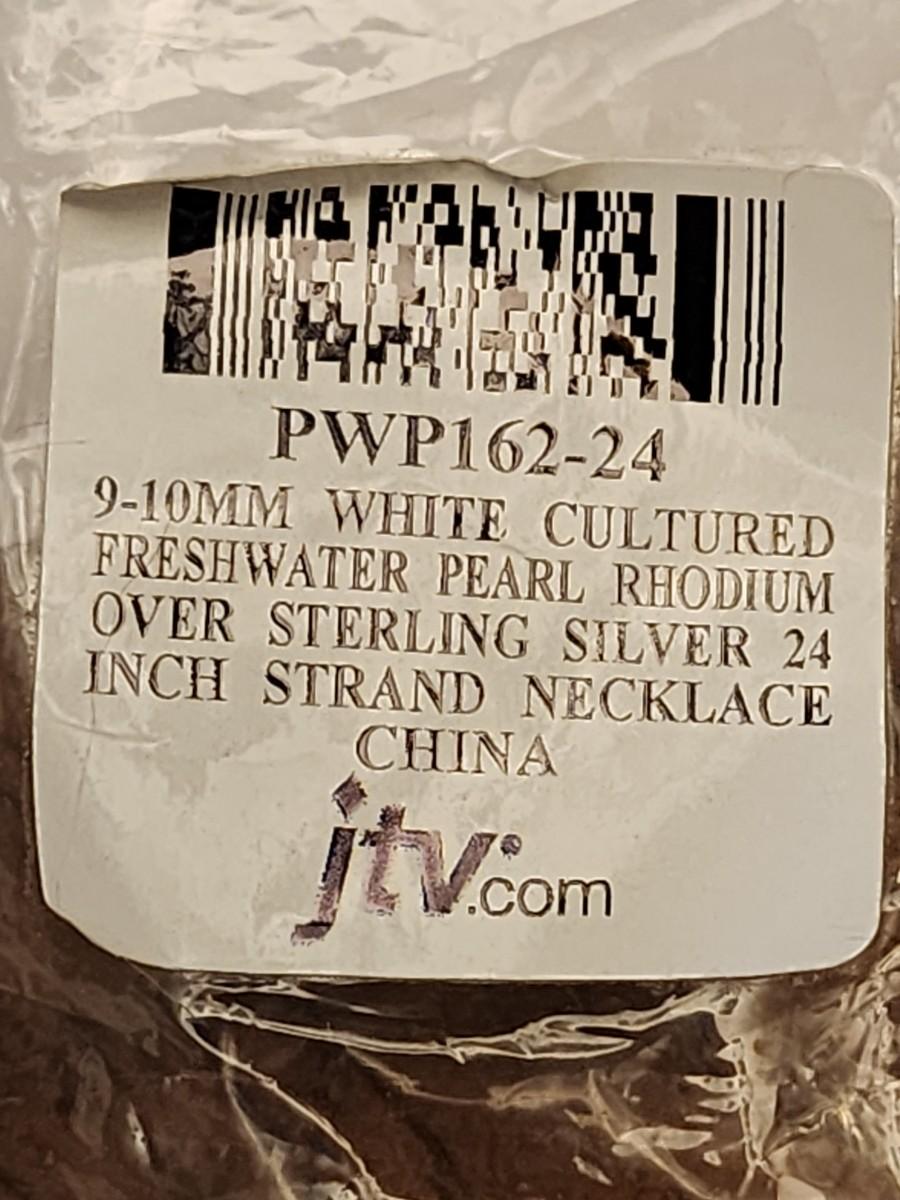 PWP162-24
9-10MM WHITE CULTURED
FRESHWATER PEARL RHODIUM
OVER STERLING SILVER 24
INCH STRAND NECKLACE
CHINA
jtv.com